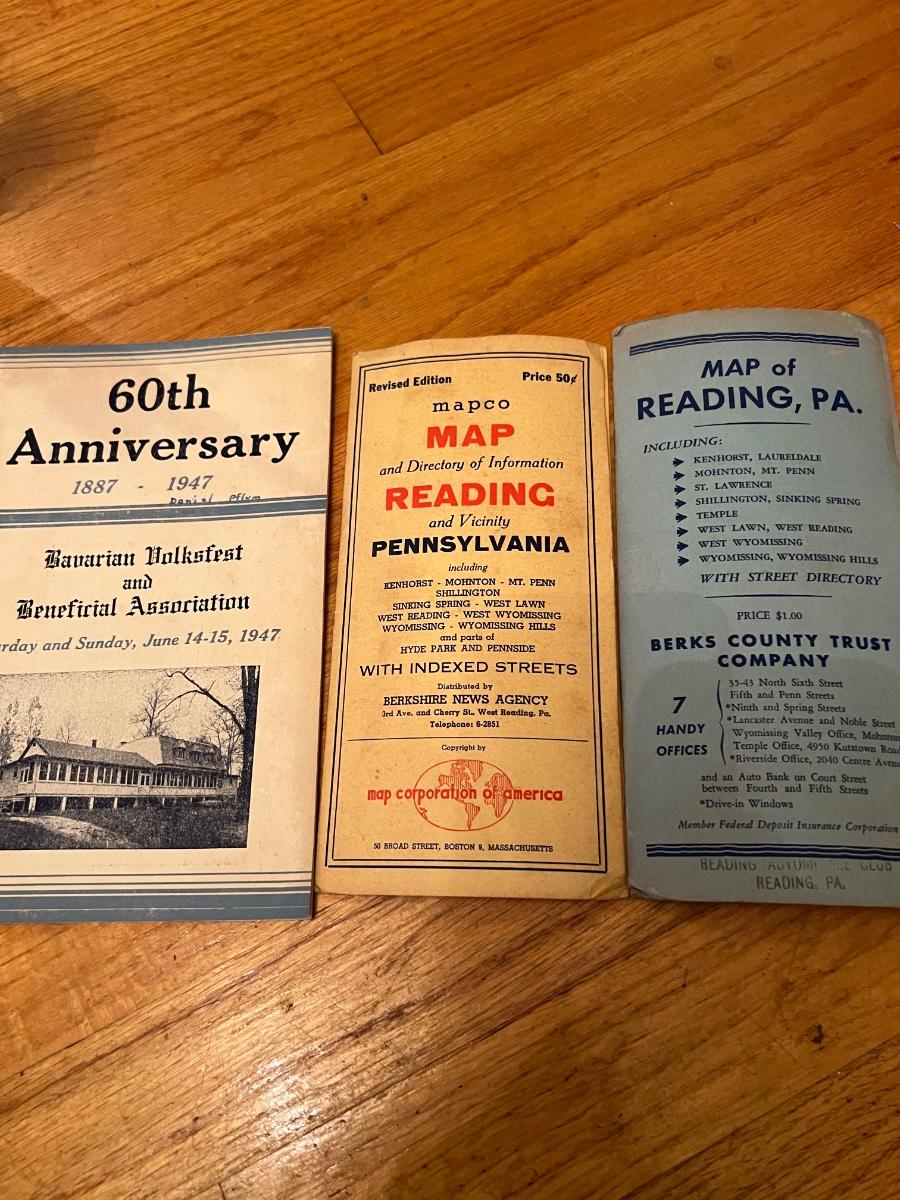 60th
Anniversary
1887 - 1947
Daniel Pflum
Bavarian Volksfest
and
Beneficial Association
and Sunday, June 14-15, 1947
Revised Edition Price 50¢
mapco
MAP
and Directory of Information
READING
and Vicinity
PENNSYLVANIA
including
KENHORST - MOHNTON - MT. PENN
SHILLINGTON
SINKING SPRING - WEST LAWN
WEST READING - WEST WYOMISSING
WYOMISSING - WYOMISSING HILLS
and parts of
HYDE PARK AND PENNSIDE
WITH INDEXED STREETS
Distributed by
BERKSHIRE NEWS AGENCY
3rd Ave. and Cherry St., West Reading, Pa.
Telephone: 6-2851
Copyright by
map corporation of america
50 BROAD STREET, BOSTON 9, MASSACHUSETTS
MAP of
READING, PA.
INCLUDING:
KENHORST, LAURELDALE
MOHNTON, MT. PENN
ST. LAWRENCE
SHILLINGTON, SINKING SPRING
TEMPLE
WEST LAWN, WEST READING
WEST WYOMISSING
WYOMISSING, WYOMISSING HILLS
WITH STREET DIRECTORY
PRICE $1.00
BERKS COUNTY TRUST
COMPANY
7
HANDY
OFFICES
35-43 North Sixth Street
Fifth and Penn Streets
*Ninth and Spring Streets
*Lancaster Avenue and Noble Street
Wyomissing Valley Office, Mohnton
Temple Office, 4950 Kutztown Road
*Riverside Office, 2040 Centre Avenue
and an Auto Bank on Court Street
between Fourth and Fifth Streets
*Drive-in Windows
Member Federal Deposit Insurance Corporation
READING AUTOMOBILE CLUB
READING, PA.